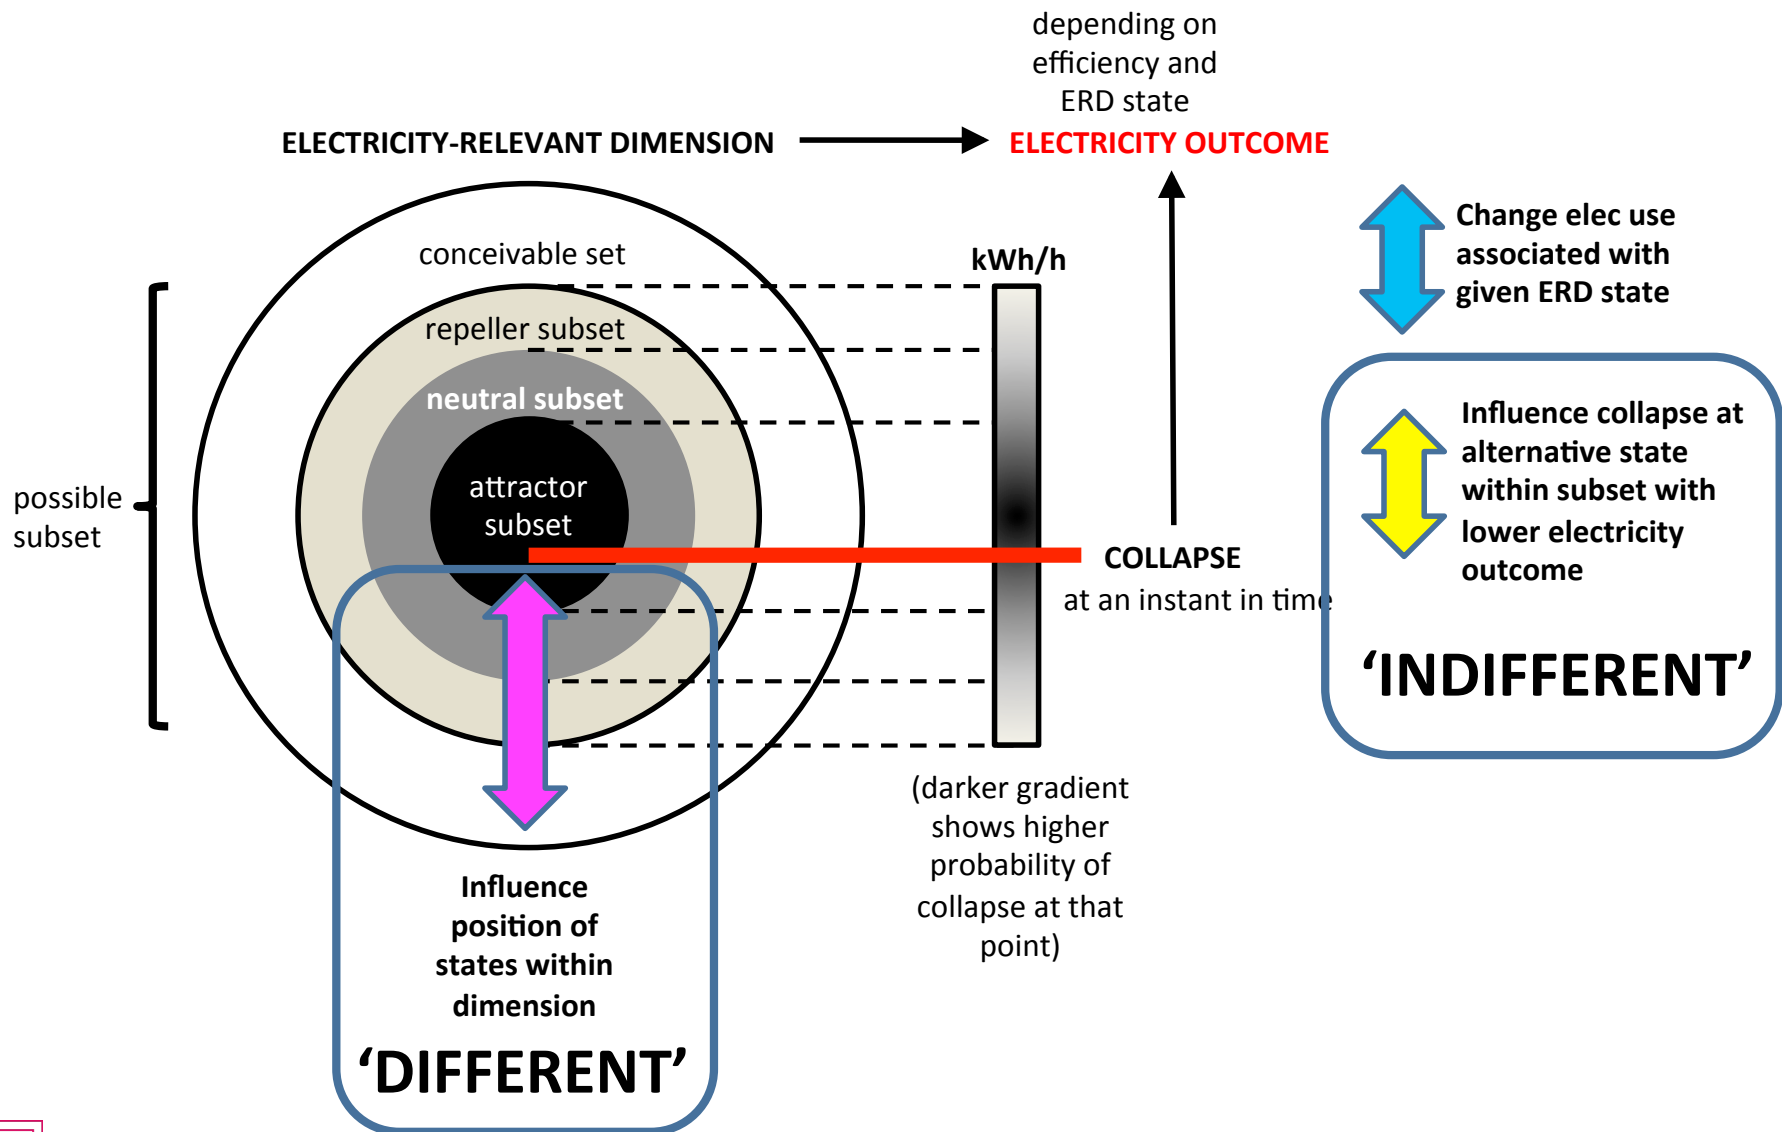 depending on
efficiency and
ERD state
ELECTRICITY-RELEVANT DIMENSION
ELECTRICITY OUTCOME
conceivable set
repeller subset
neutral subset
attractor
subset
possible
subset
kWh/h
COLLAPSE
at an instant in time
(darker gradient
shows higher
probability of
collapse at that
point)
Change elec use
associated with
given ERD state
Influence collapse at
alternative state
within subset with
lower electricity
outcome
‘INDIFFERENT’
Influence
position of
states within
dimension
‘DIFFERENT’